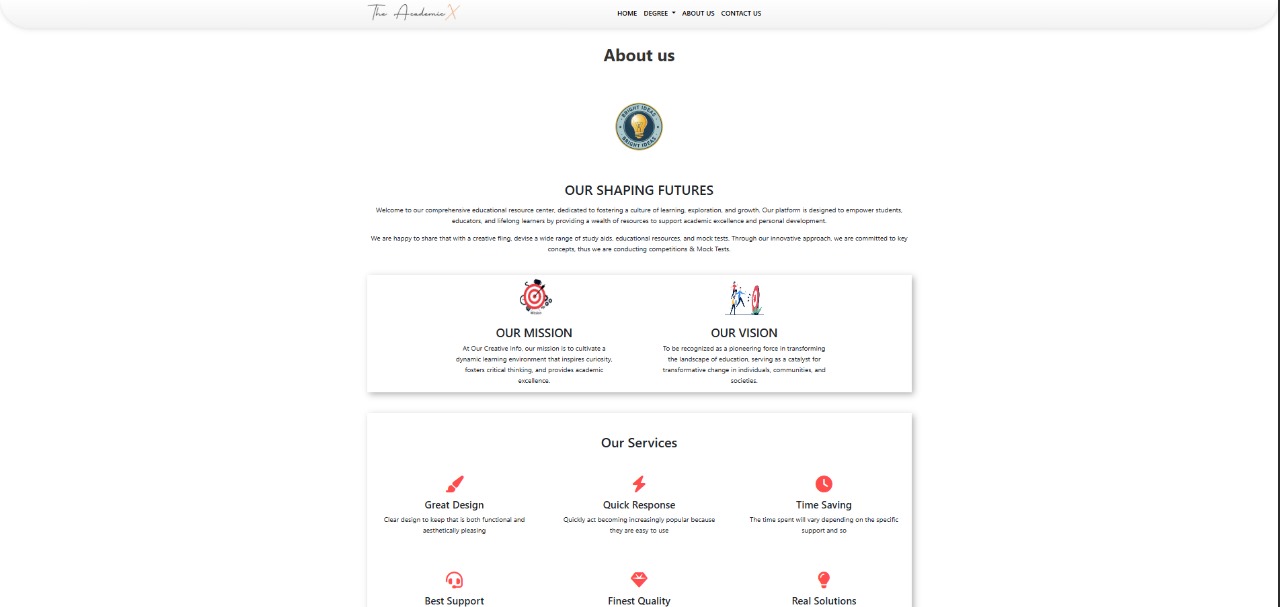 The Academic X
HOME DEGREE ABOUT US CONTACT US
About us
BRIGHT IDEAS
BRIGHT IDEAS
OUR SHAPING FUTURES
Welcome to our comprehensive educational resource center, dedicated to fostering a culture of learning, exploration, and growth. Our platform is designed to empower students,
educators, and lifelong learners by providing a wealth of resources to support academic excellence and personal development.
We are happy to share that with a creative fling, devise a wide range of study aids, educational resources, and mock tests. Through our innovative approach, we are committed to key
concepts, thus we are conducting competitions & Mock Tests.
OUR MISSION
At Our Creative Info, our mission is to cultivate a
dynamic learning environment that inspires curiosity,
fosters critical thinking, and provides academic
excellence.
OUR VISION
To be recognized as a pioneering force in transforming
the landscape of education, serving as a catalyst for
transformative change in individuals, communities, and
societies.
Our Services
Great Design
Clear design to keep that is both functional and
aesthetically pleasing
Quick Response
Quickly act becoming increasingly popular because
they are easy to use
Time Saving
The time spent will vary depending on the specific
support and so
Best Support
Finest Quality
Real Solutions